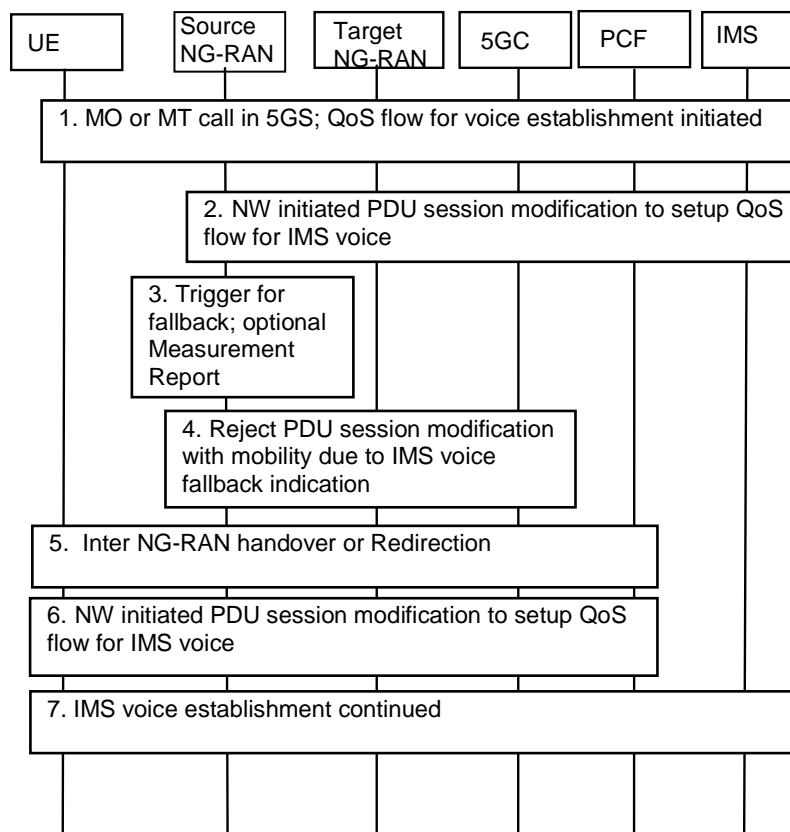 UE
Source
NG-RAN
Target
NG-RAN
5GC
PCF
IMS
1. MO or MT call in 5GS; QoS flow for voice establishment initiated
2. NW initiated PDU session modification to setup QoS
flow for IMS voice
3. Trigger for
fallback; optional
Measurement
Report
4. Reject PDU session modification
with mobility due to IMS voice
fallback indication
5. Inter NG-RAN handover or Redirection
6. NW initiated PDU session modification to setup QoS
flow for IMS voice
7. IMS voice establishment continued